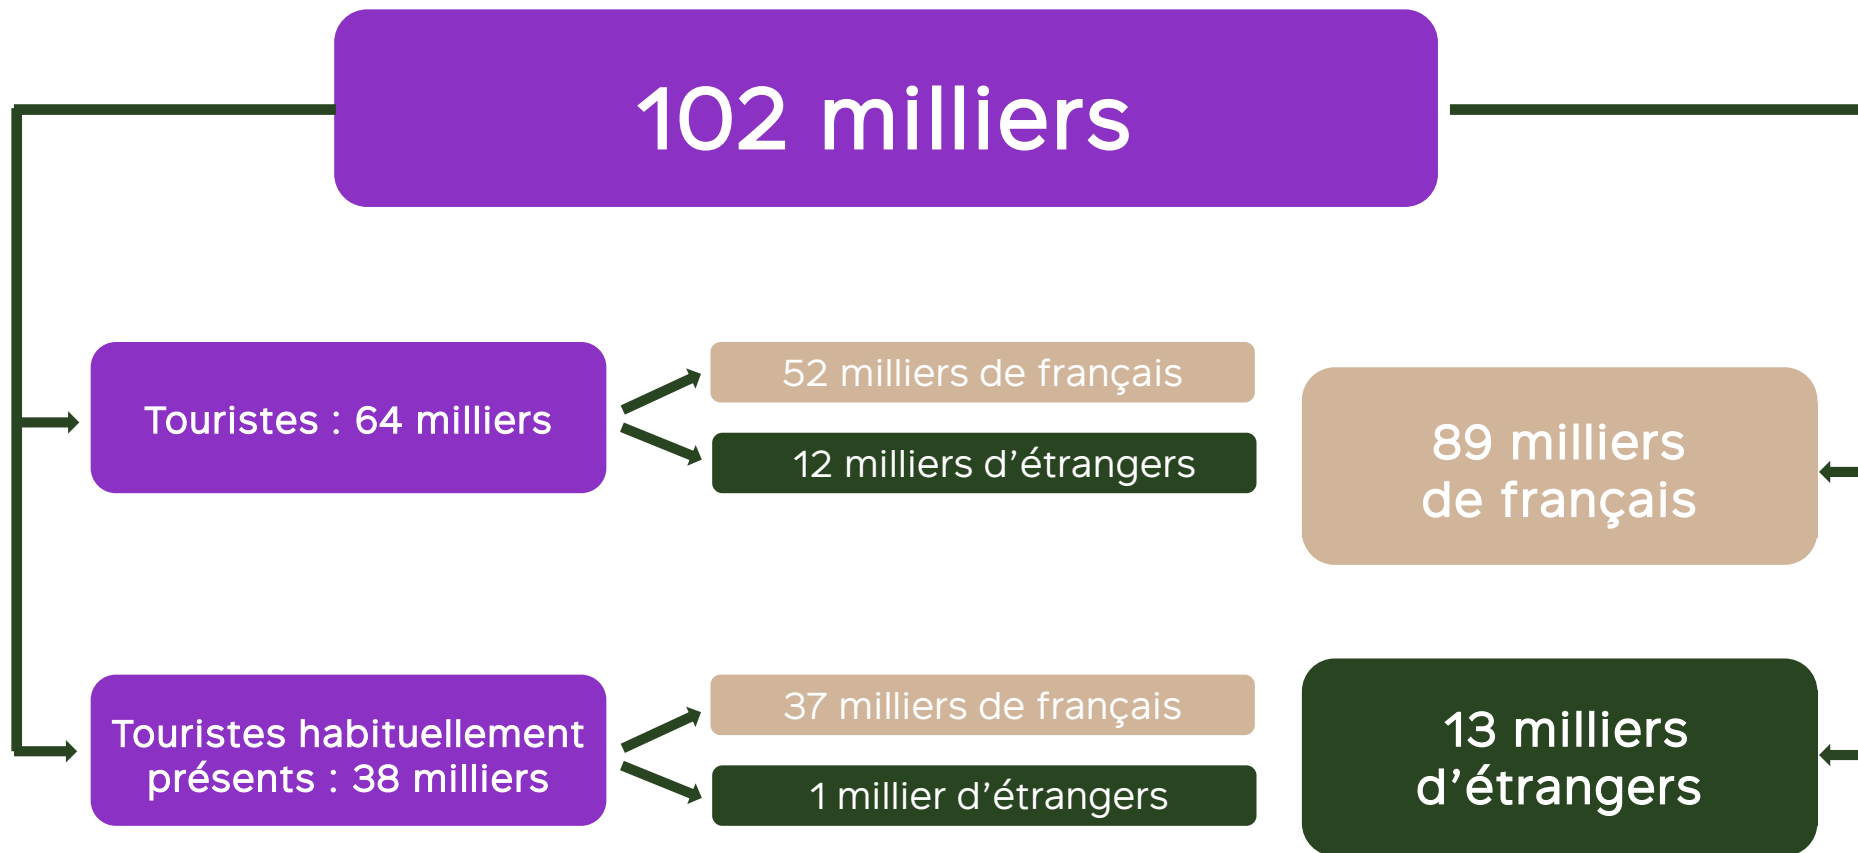 102 milliers
Touristes : 64 milliers
52 milliers de français
12 milliers d’étrangers
89 milliers
de français
Touristes habituellement
présents : 38 milliers
37 milliers de français
1 millier d’étrangers
13 milliers
d’étrangers